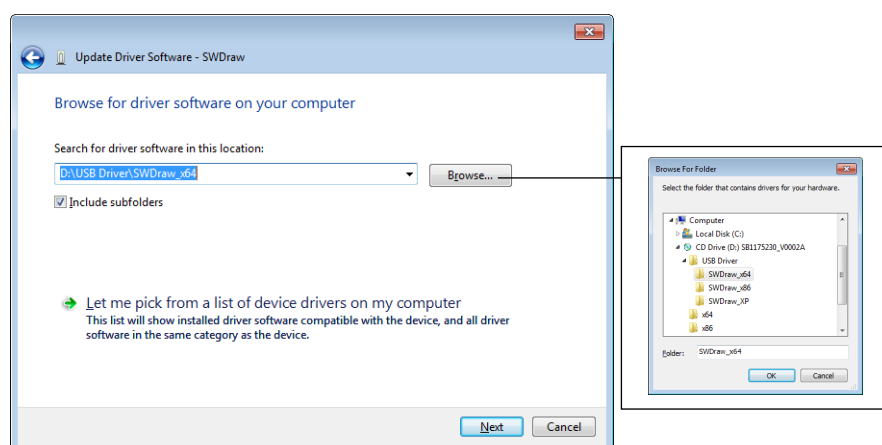 Update Driver Software - SWDraw
Browse for driver software on your computer
Search for driver software in this location:
D:\USB Driver\SWDraw_x64
Browse...
Include subfolders
Let me pick from a list of device drivers on my computer
This list will show installed driver software compatible with the device, and all driver
software in the same category as the device.
Next
Cancel
Browse For Folder
Select the folder that contains drivers for your hardware.
Computer
Local Disk (C:)
CD Drive (D:) SB1175230_V0002A
USB Driver
SWDraw_x64
SWDraw_x86
SWDraw_XP
x64
x86
Folder:
SWDraw_x64
OK
Cancel